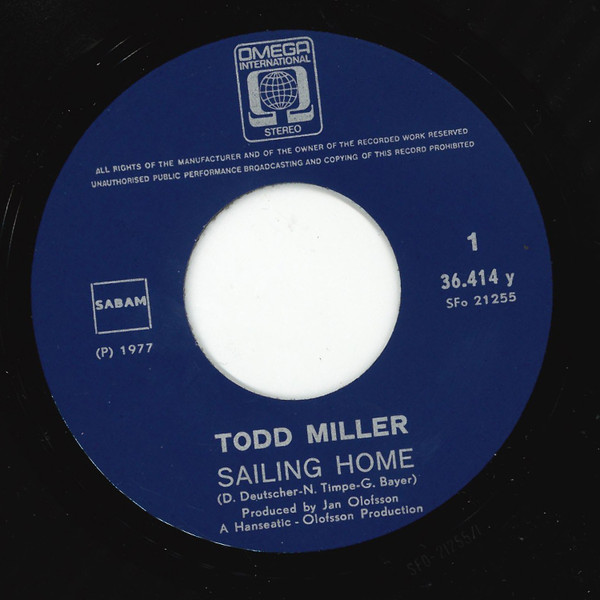 OMEGA
INTERNATIONAL
Ω
STEREO
ALL RIGHTS OF THE MANUFACTURER AND OF THE OWNER OF THE RECORDED WORK RESERVED
UNAUTHORISED PUBLIC PERFORMANCE BROADCASTING AND COPYING OF THIS RECORD PROHIBITED
1
36.414 y
SFo 21255
SABAM
(P) 1977
TODD MILLER
SAILING HOME
(D. Deutscher-N. Timpe-G. Bayer)
Produced by Jan Olofsson
A Hanseatic - Olofsson Production